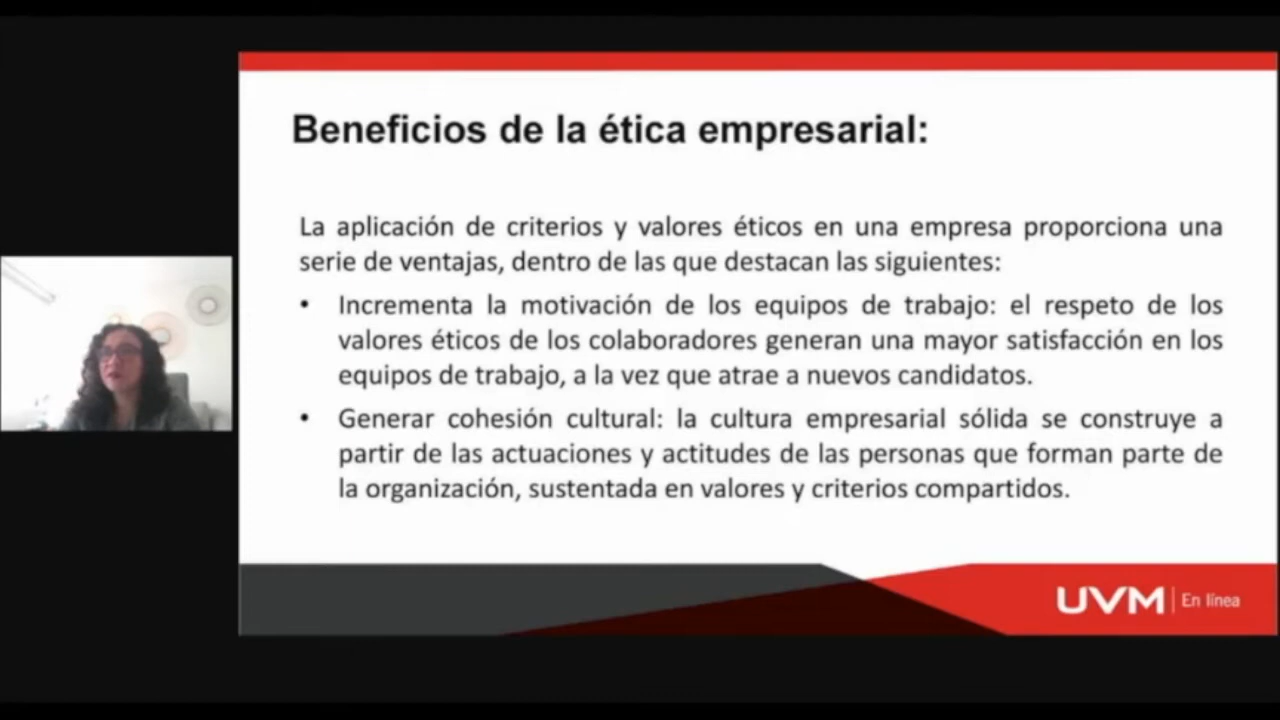 Beneficios de la ética empresarial:
La aplicación de criterios y valores éticos en una empresa proporciona una
serie de ventajas, dentro de las que destacan las siguientes:
• Incrementa la motivación de los equipos de trabajo: el respeto de los
valores éticos de los colaboradores generan una mayor satisfacción en los
equipos de trabajo, a la vez que atrae a nuevos candidatos.
• Generar cohesión cultural: la cultura empresarial sólida se construye a
partir de las actuaciones y actitudes de las personas que forman parte de
la organización, sustentada en valores y criterios compartidos.
UVM | En línea